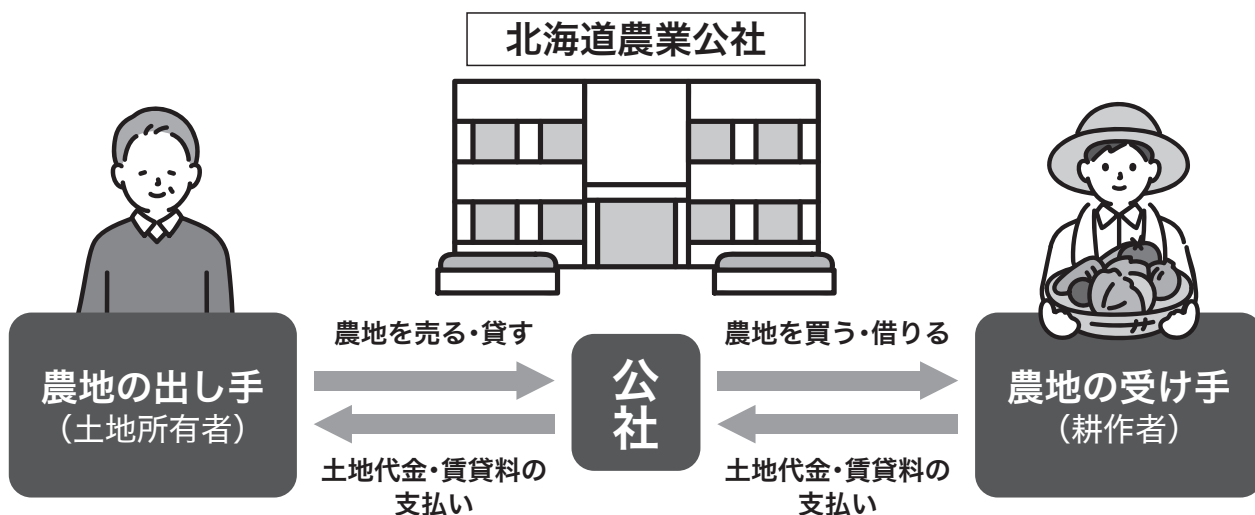 北海道農業公社
農地の出し手
（土地所有者）
農地を売る・貸す
土地代金・賃貸料の
支払い
公社
農地を買う・借りる
土地代金・賃貸料の
支払い
農地の受け手
（耕作者）